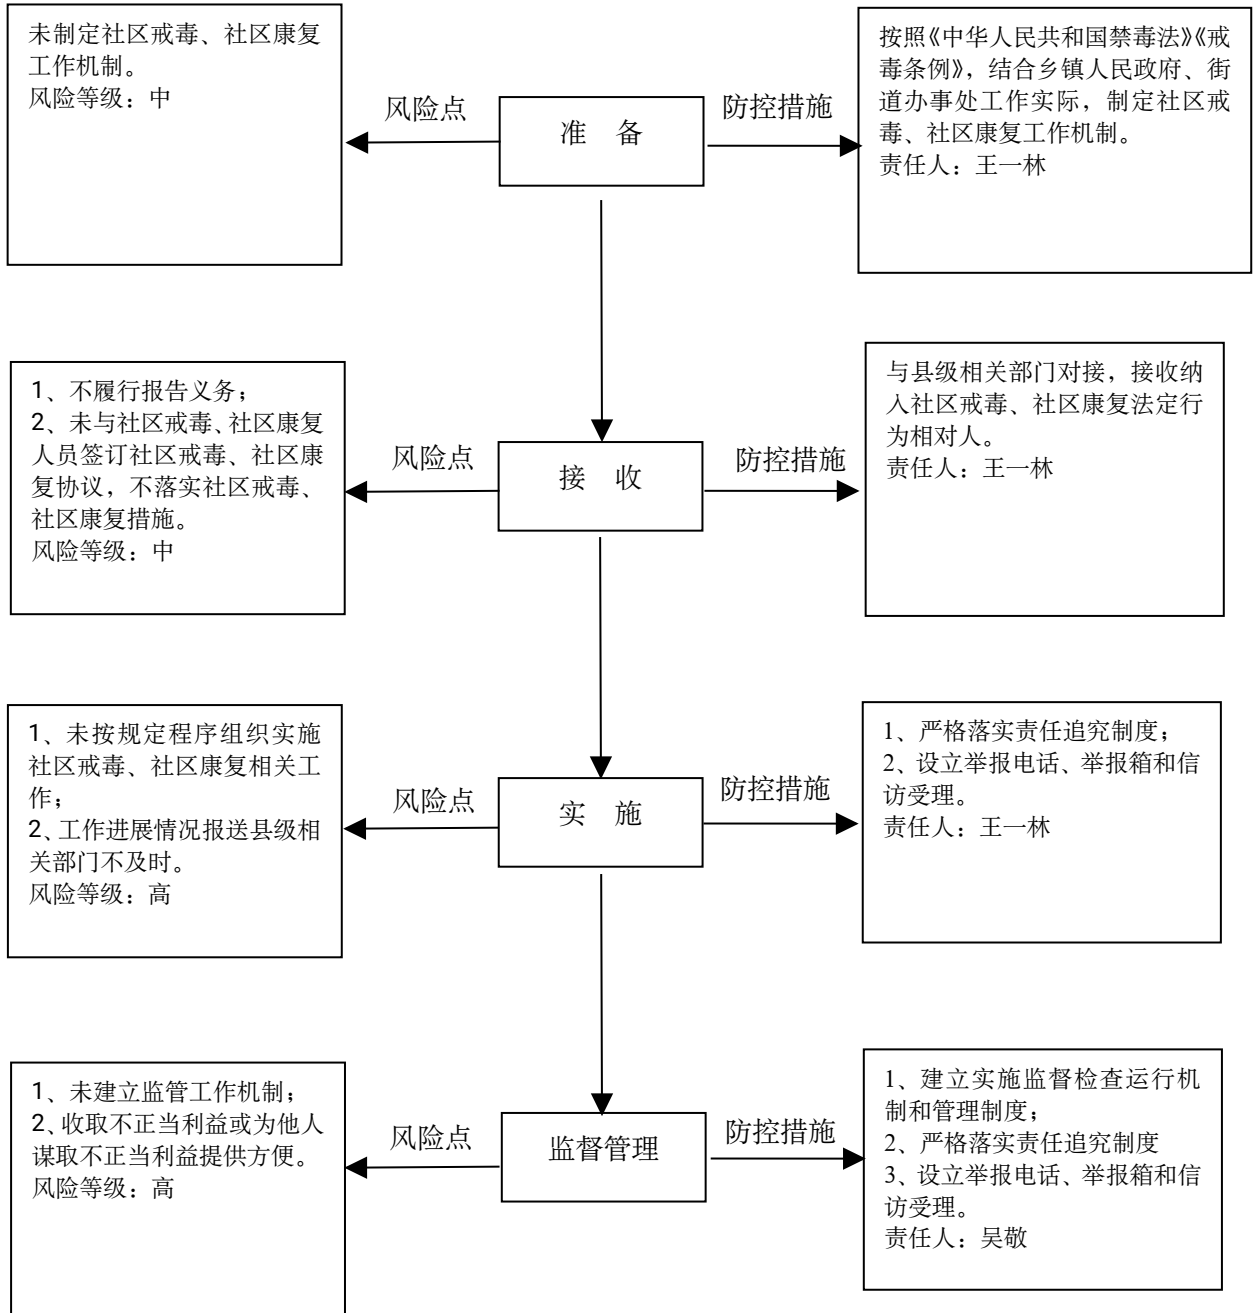 未制定社区戒毒、社区康复
工作机制。
风险等级：中
风险点
准 备
防控措施
按照《中华人民共和国禁毒法》《戒
毒条例》，结合乡镇人民政府、街
道办事处工作实际，制定社区戒
毒、社区康复工作机制。
责任人：王一林
1、不履行报告义务；
2、未与社区戒毒、社区康复
人员签订社区戒毒、社区康
复协议，不落实社区戒毒、
社区康复措施。
风险等级：中
风险点
接 收
防控措施
与县级相关部门对接，接收纳
入社区戒毒、社区康复法定行
为相对人。
责任人：王一林
1、未按规定程序组织实施
社区戒毒、社区康复相关工
作；
2、工作进展情况报送县级相
关部门不及时。
风险等级：高
风险点
实 施
防控措施
1、严格落实责任追究制度；
2、设立举报电话、举报箱和信
访受理。
责任人：王一林
1、未建立监管工作机制；
2、收取不正当利益或为他人
谋取不正当利益提供方便。
风险等级：高
风险点
监督管理
防控措施
1、建立实施监督检查运行机
制和管理制度；
2、严格落实责任追究制度
3、设立举报电话、举报箱和信
访受理。
责任人：吴敬